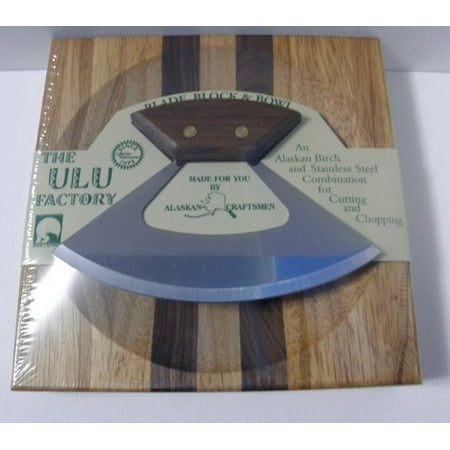 BLADE BLOCK & BOWL
THE
ULU
FACTORY
MADE FOR YOU
BY
ALASKAN CRAFTSMEN
An
Alaskan Birch
and Stainless Steel
Combination
for
Cutting
and
Chopping